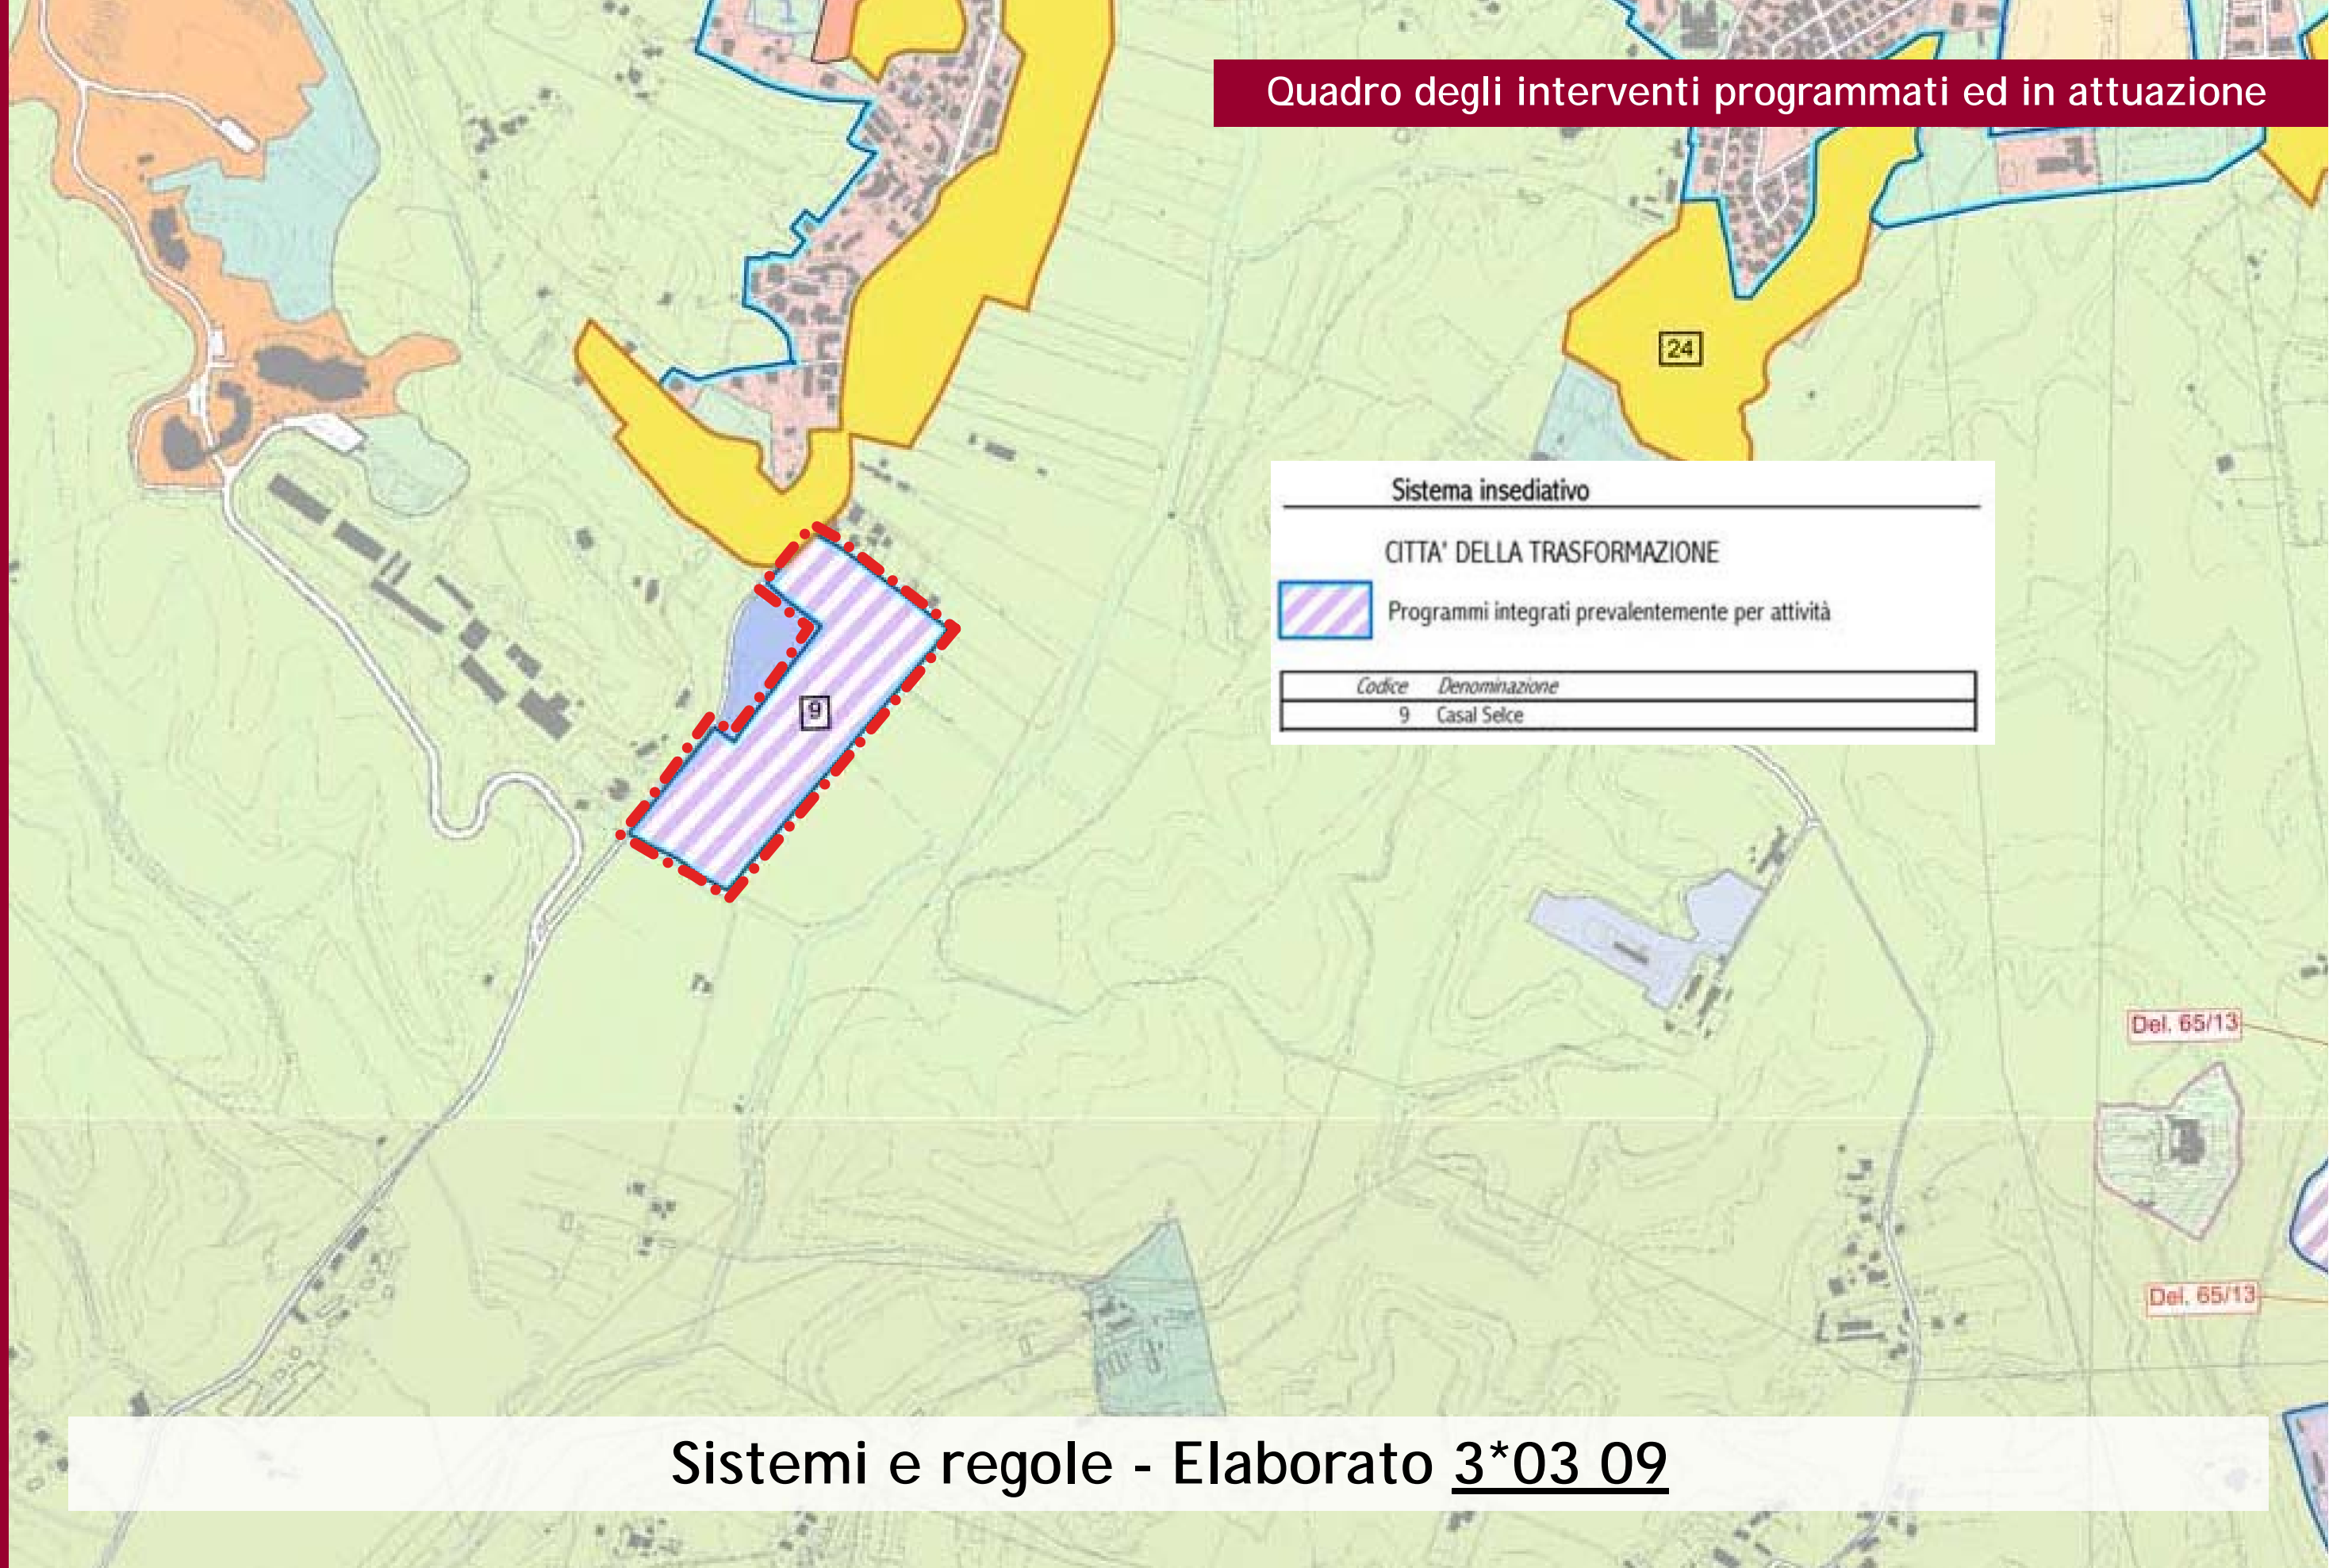 Quadro degli interventi programmati ed in attuazione
24
Sistema insediativo
CITTA' DELLA TRASFORMAZIONE
Programmi integrati prevalentemente per attività
Codice Denominazione
9 Casal Selce
9
Del. 65/13
Del. 65/13
Sistemi e regole - Elaborato 3*03 09